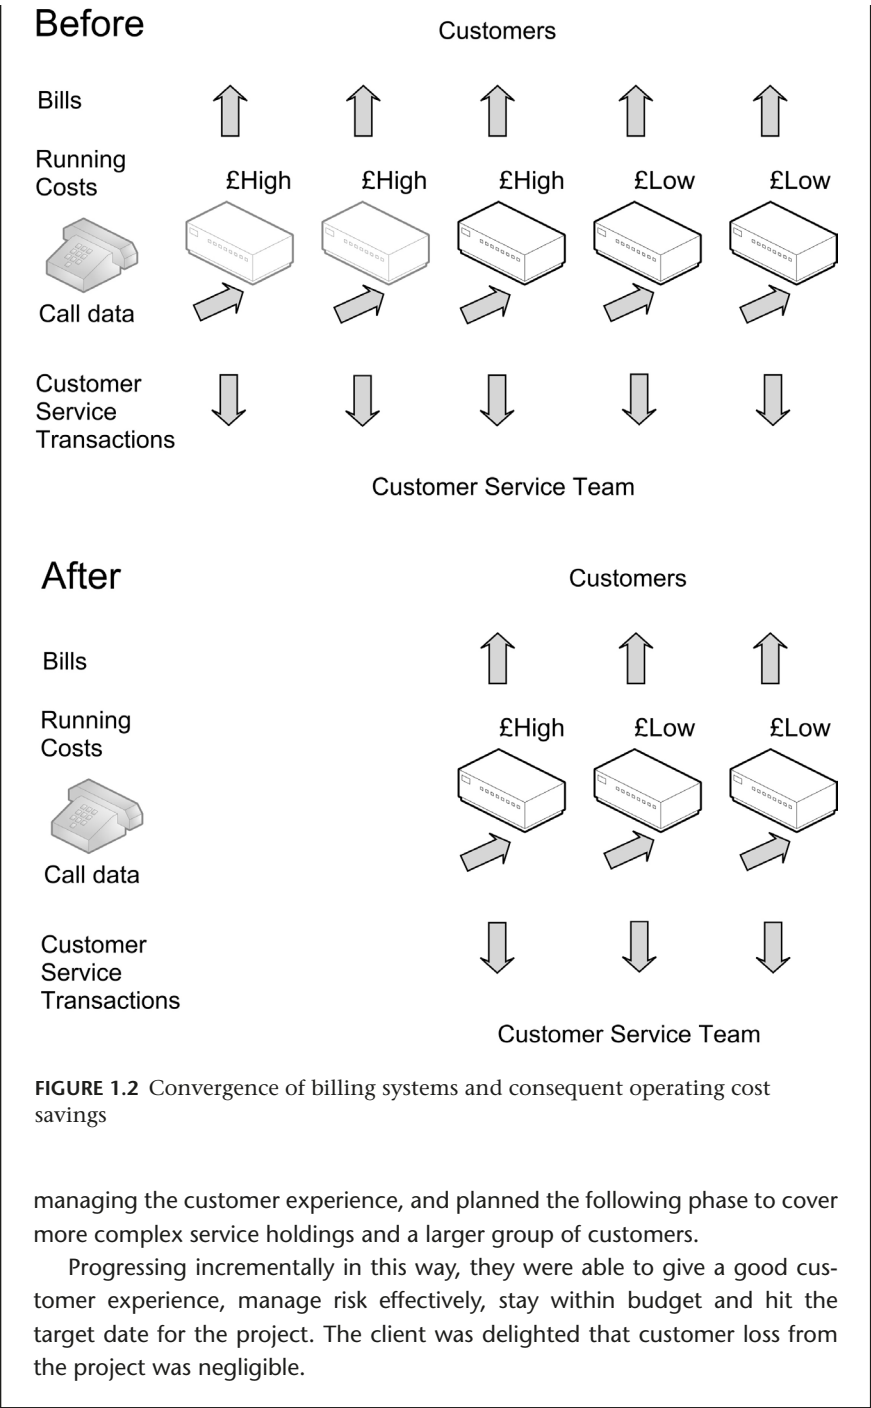 Before
Customers
Bills
Running
Costs
£High £High £High £Low £Low
Call data
Customer
Service
Transactions
Customer Service Team
After
Customers
Bills
Running
Costs
£High £Low £Low
Call data
Customer
Service
Transactions
Customer Service Team
FIGURE 1.2 Convergence of billing systems and consequent operating cost
savings
managing the customer experience, and planned the following phase to cover
more complex service holdings and a larger group of customers.
Progressing incrementally in this way, they were able to give a good cus-
tomer experience, manage risk effectively, stay within budget and hit the
target date for the project. The client was delighted that customer loss from
the project was negligible.